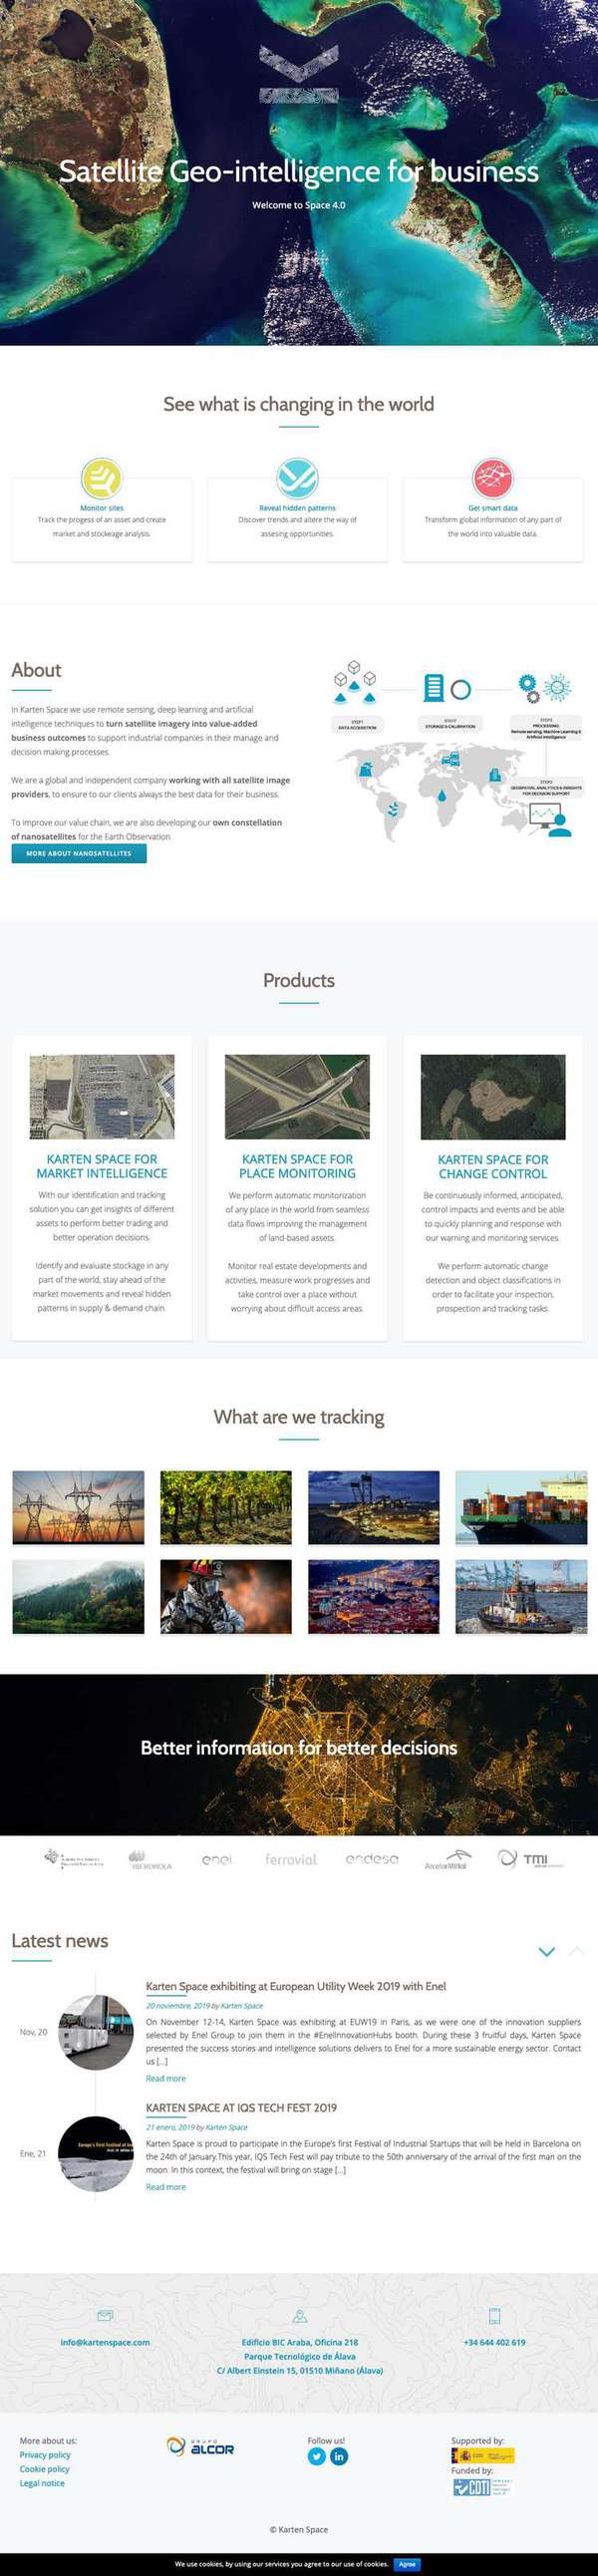 Satellite Geo-intelligence for business
Welcome to Space 4.0
See what is changing in the world
Monitor sites
Track the progess of an asset and create
market and stockeage analysis.
Reveal hidden patterns
Discover trends and altere the way of
assesing opportunities.
Get smart data
Transform global information of any part of
the world into valuable data.
About
In Karten Space we use remote sensing, deep learning and artificial
intelligence techniques to turn satellite imagery into value-added
business outcomes to support industrial companies in their manage and
decision making processes.
We are a global and independent company working with all satellite image
providers, to ensure to our clients always the best data for their business.
To improve our value chain, we are also developing our own constellation
of nanosatellites for the Earth Observation.
MORE ABOUT NANOSATELLITES
STEP1
DATA ACQUISITION
STORAGE & CALIBRATION
PROCESSING:
Remote sensing, Machine Learning &
Artificial Intelligence
GEOSPATIAL ANALYTICS & INSIGHTS
FOR DECISION SUPPORT
Products
KARTEN SPACE FOR
MARKET INTELLIGENCE
With our identification and tracking
solution you can get insights of different
assets to perform better trading and
better operation decisions.
Identify and evaluate stockage in any
part of the world, stay ahead of the
market movements and reveal hidden
patterns in supply & demand chain.
KARTEN SPACE FOR
PLACE MONITORING
We perform automatic monitorization
of any place in the world from seamless
data flows improving the management
of land-based assets.
Monitor real estate developments and
activities, measure work progresses and
take control over a place without
worrying about difficult access areas.
KARTEN SPACE FOR
CHANGE CONTROL
Be continuously informed, anticipated,
control impacts and events and be able
to quickly planning and response with
our warning and monitoring services.
We perform automatic change
detection and object classifications in
order to facilitate your inspection,
prospection and tracking tasks.
What are we tracking
Better information for better decisions
IBERDROLA
enel
ferrovial
endesa
ArcelorMittal
TMI
Latest news
Karten Space exhibiting at European Utility Week 2019 with Enel
20 noviembre, 2019 by Karten Space
Nov, 20
On November 12-14, Karten Space was exhibiting at EUW19 in Paris, as we were one of the innovation suppliers
selected by Enel Group to join them in the #EnelInnovationHubs booth. During these 3 fruitful days, Karten Space
presented the success stories and intelligence solutions delivers to Enel for a more sustainable energy sector. Contact
us [...]
Read more
KARTEN SPACE AT IQS TECH FEST 2019
21 enero, 2019 by Karten Space
Ene, 21
Karten Space is proud to participate in the Europe's first Festival of Industrial Startups that will be held in Barcelona on
the 24th of January.This year, IQS Tech Fest will pay tribute to the 50th anniversary of the arrival of the first man on the
moon. In this context, the festival will bring on stage [...]
Read more
info@kartenspace.com
Edificio BIC Araba, Oficina 218
Parque Tecnológico de Álava
C/ Albert Einstein 15, 01510 Miñano (Álava)
+34 644 402 619
More about us:
Privacy policy
Cookie policy
Legal notice
GRUPO
ALCOR
Follow us!
Supported by:
Funded by:
CDTI
© Karten Space
We use cookies, by using our services you agree to our use of cookies.
Agree